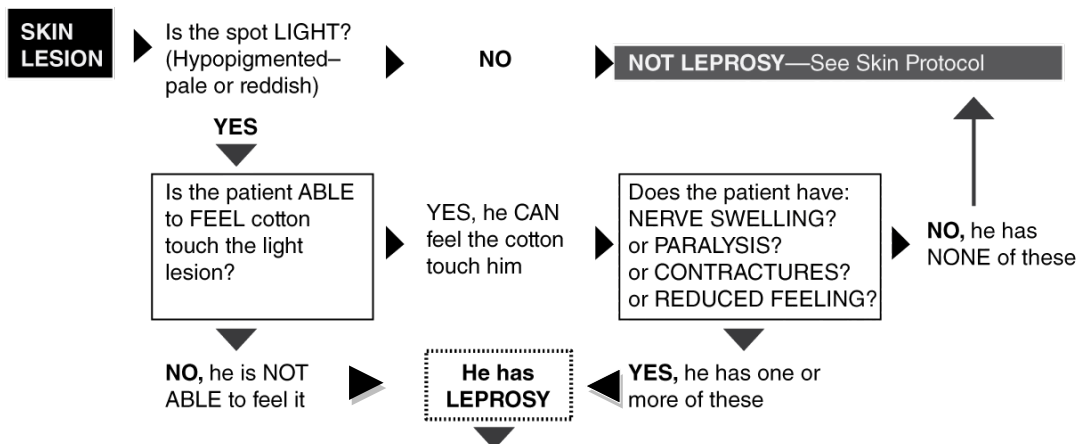 SKIN
LESION
Is the spot LIGHT?
(Hypopigmented–
pale or reddish)
NO
NOT LEPROSY—See Skin Protocol
YES
Is the patient ABLE
to FEEL cotton
touch the light
lesion?
YES, he CAN
feel the cotton
touch him
Does the patient have:
NERVE SWELLING?
or PARALYSIS?
or CONTRACTURES?
or REDUCED FEELING?
NO, he has
NONE of these
NO, he is NOT
ABLE to feel it
He has
LEPROSY
YES, he has one or
more of these